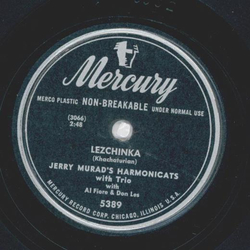 Mercury
MERCO PLASTIC NON-BREAKABLE UNDER NORMAL USE
(3066)
2:48
LEZCHINKA
(Khachaturian)
JERRY MURAD'S HARMONICATS
with Trio
with
Al Fiore & Don Les
5389
MERCURY RECORD CORP. CHICAGO, ILLINOIS U.S.A.